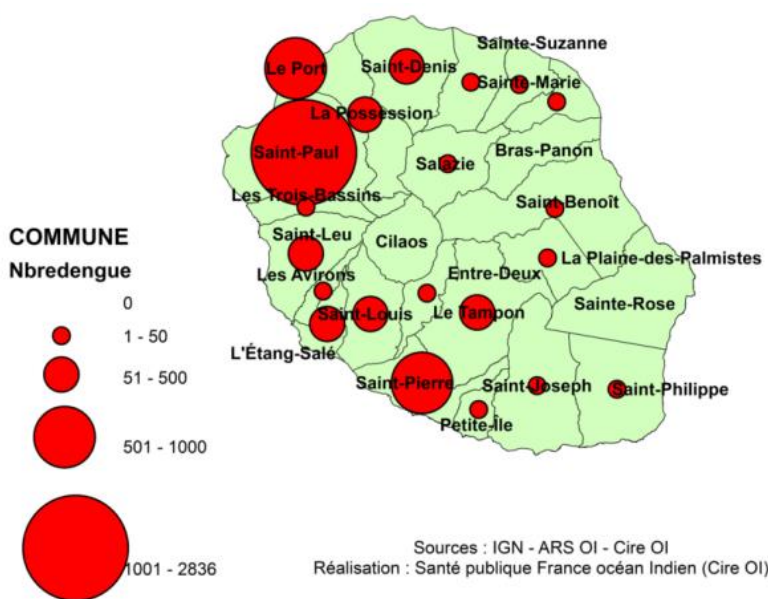 Sainte-Suzanne
Le Port
Saint-Denis
Sainte-Marie
La Possession
Saint-Paul
Salazie
Bras-Panon
Les Trois-Bassins
Saint-Benoît
COMMUNE
Saint-Leu
Cilaos
Nbredengue
Les Avirons
Entre-Deux
La Plaine-des-Palmistes
0
Saint-Louis
Le Tampon
Sainte-Rose
1 - 50
L'Étang-Salé
51 - 500
Saint-Pierre
Saint-Joseph
Saint-Philippe
Petite-Île
501 - 1000
1001 - 2836
Sources : IGN - ARS OI - Cire OI
Réalisation : Santé publique France océan Indien (Cire OI)